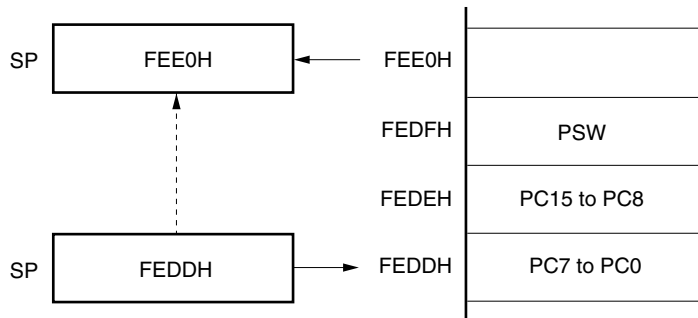 SP FEE0H FEE0H
FEDFH PSW
FEDEH PC15 to PC8
SP FEDDH FEDDH PC7 to PC0